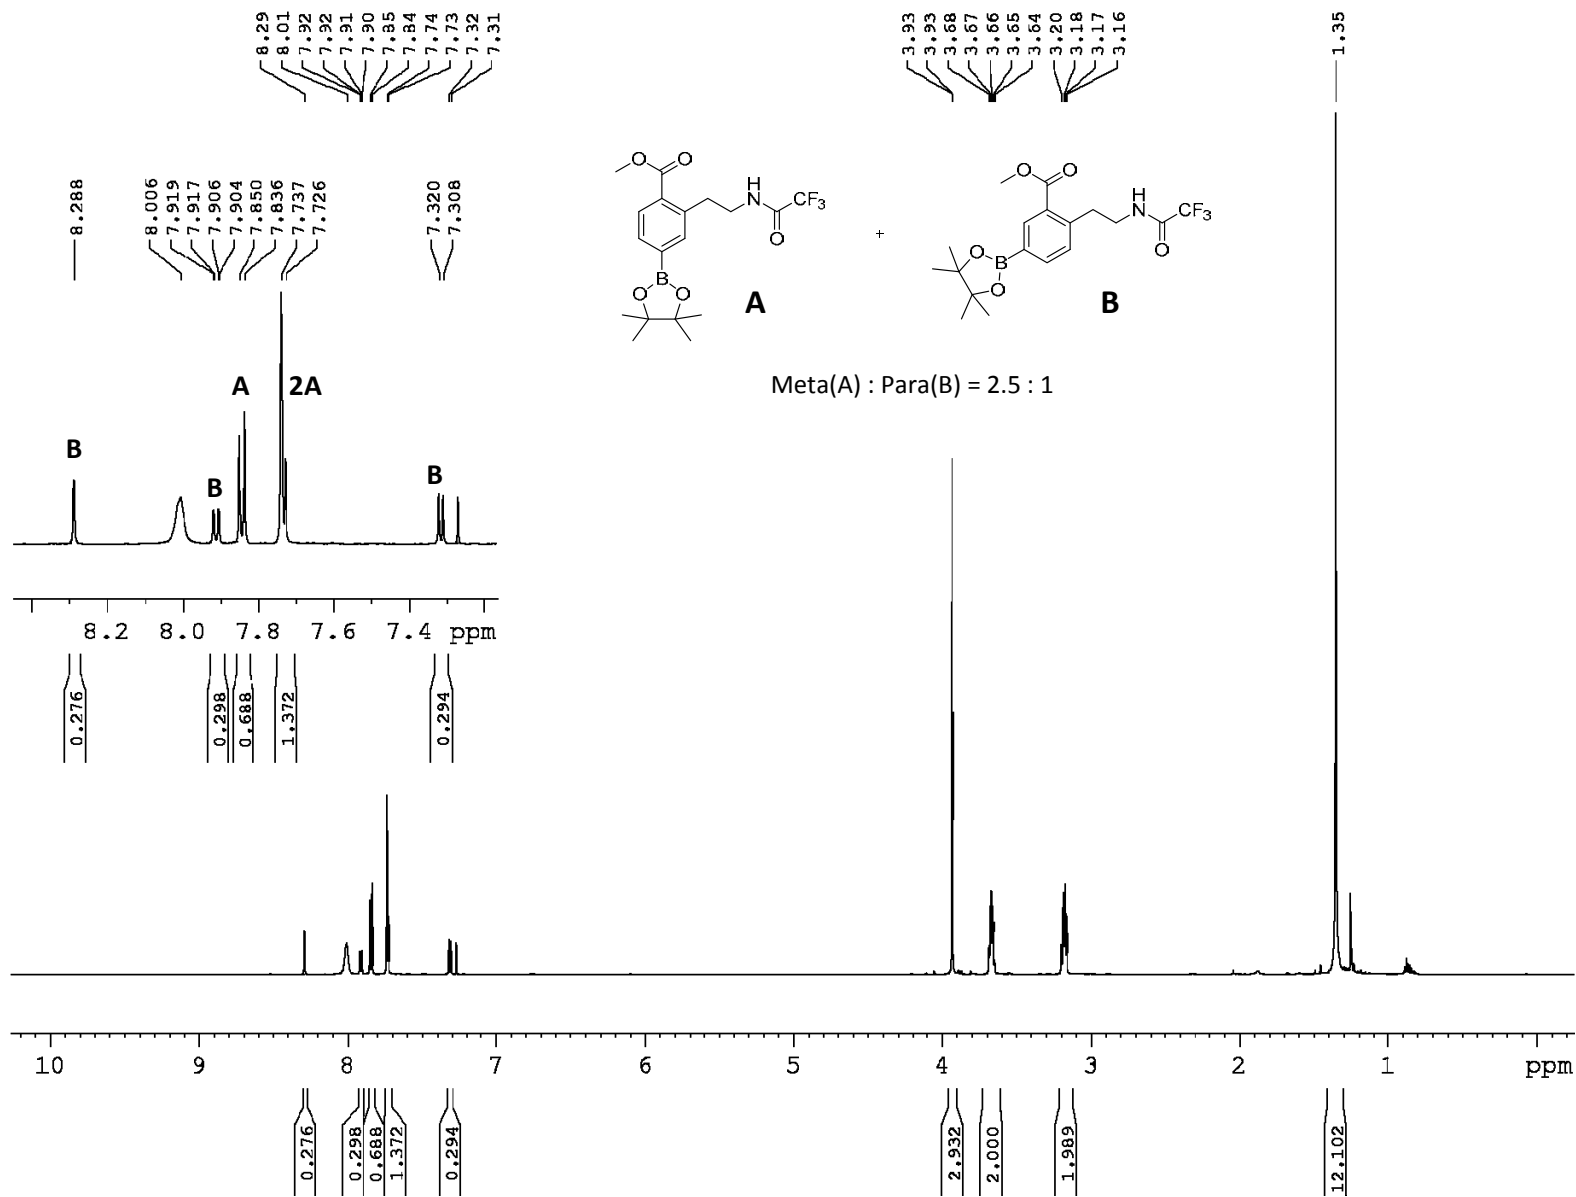 8.29
8.01
7.92
7.92
7.91
7.90
7.85
7.84
7.74
7.73
7.32
7.31
3.93
3.93
3.68
3.67
3.66
3.65
3.64
3.20
3.18
3.17
3.16
1.35
8.288
8.006
7.919
7.917
7.906
7.904
7.850
7.836
7.737
7.726
7.320
7.308
O O
H
N
CF3
O
B
O O
A
+
O O
H
N
CF3
O
O
B
O
B
Meta(A) : Para(B) = 2.5 : 1
A 2A
B
B
B
8.2 8.0 7.8 7.6 7.4 ppm
0.276
0.298
0.688
1.372
0.294
10 9 8 7 6 5 4 3 2 1 ppm
0.276
0.298
0.688
1.372
0.294
2.932
2.000
1.989
12.102